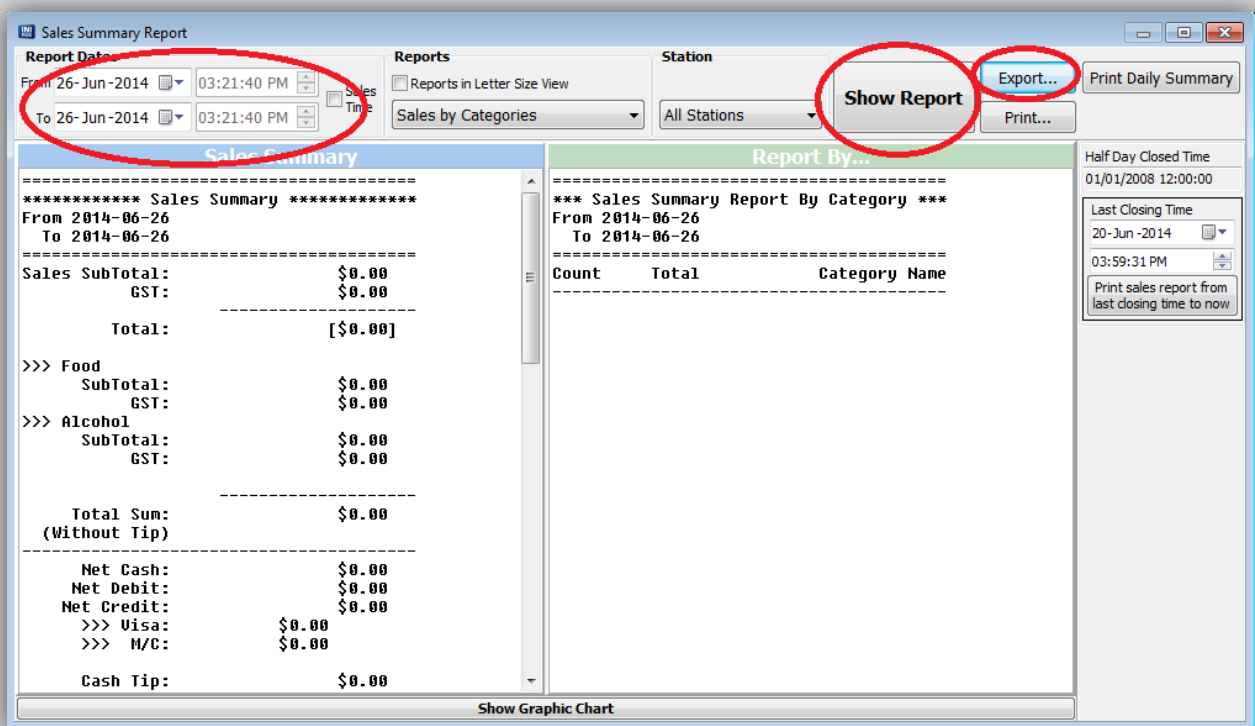 Sales Summary Report
Report Dates
From 26-Jun-2014 03:21:40 PM
To 26-Jun-2014 03:21:40 PM
Sales
Time
Reports
Reports in Letter Size View
Sales by Categories
Station
All Stations
Show Report
Export...
Print...
Print Daily Summary
Sales Summary
========================================
************ Sales Summary *************
From 2014-06-26
To 2014-06-26
----------------------------------------
Sales SubTotal: $0.00
GST: $0.00
--------------------
Total: [$0.00]
>>> Food
SubTotal: $0.00
GST: $0.00
>>> Alcohol
SubTotal: $0.00
GST: $0.00
--------------------
Total Sum: $0.00
(Without Tip)
----------------------------------------
Net Cash: $0.00
Net Debit: $0.00
Net Credit: $0.00
>>> Visa: $0.00
>>> M/C: $0.00
Cash Tip: $0.00
Report By...
========================================
*** Sales Summary Report By Category ***
From 2014-06-26
To 2014-06-26
----------------------------------------
Count Total Category Name
----------------------------------------
Half Day Closed Time
01/01/2008 12:00:00
Last Closing Time
20-Jun-2014
03:59:31 PM
Print sales report from
last closing time to now
Show Graphic Chart